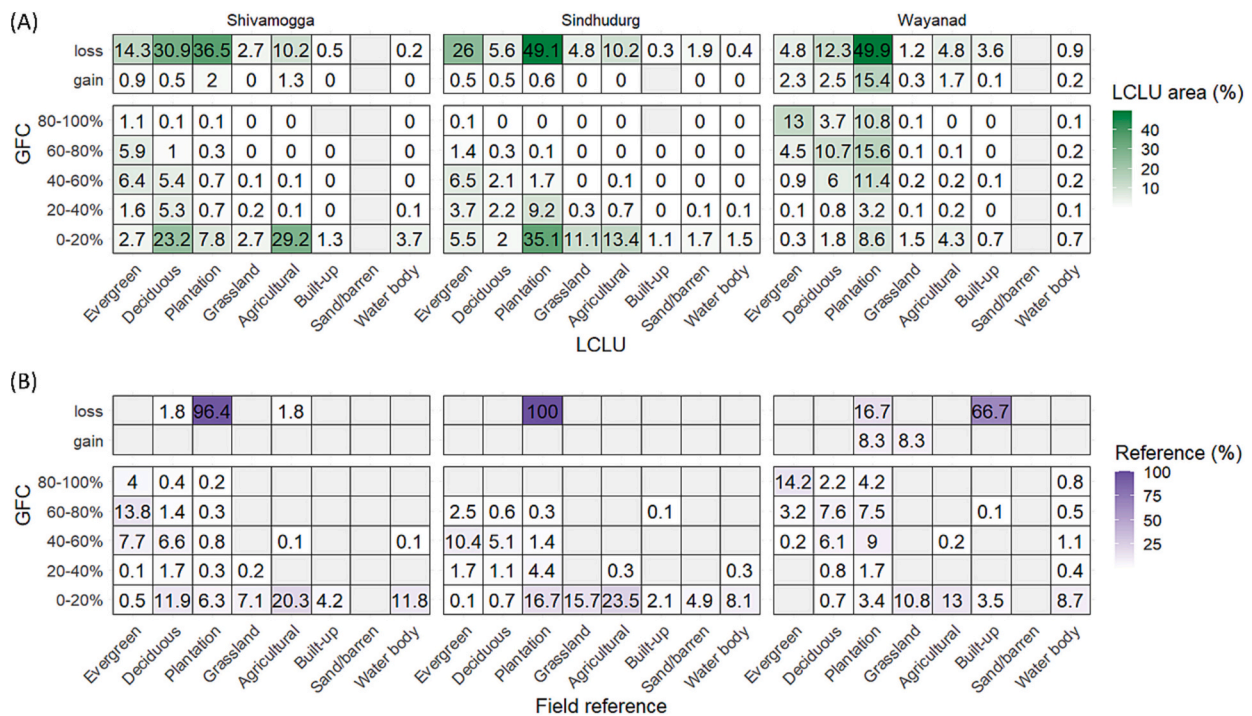 (A)
Shivamogga Sindhudurg Wayanad
loss 14.3 30.9 36.5 2.7 10.2 0.5 0.2 26 5.6 49.1 4.8 10.2 0.3 1.9 0.4 4.8 12.3 49.9 1.2 4.8 3.6 0.9
gain 0.9 0.5 2 0 1.3 0 0.5 0.5 0.6 0 0 0 0 2.3 2.5 15.4 0.3 1.7 0.1 0.2
80-100% 1.1 0.1 0.1 0 0 0 0.1 0 0 0 0 0 0 13 3.7 10.8 0.1 0 0 0.1
60-80% 5.9 1 0.3 0 0 0 0 1.4 0.3 0.1 0 0 0 0 0 4.5 10.7 15.6 0.1 0.1 0 0.2
40-60% 6.4 5.4 0.7 0.1 0.1 0 0 6.5 2.1 1.7 0 0.1 0 0 0 0.9 6 11.4 0.2 0.2 0.1 0.2
20-40% 1.6 5.3 0.7 0.2 0.1 0 0.1 3.7 2.2 9.2 0.3 0.7 0 0.1 0.1 0.1 0.8 3.2 0.1 0.2 0 0.1
0-20% 2.7 23.2 7.8 2.7 29.2 1.3 3.7 5.5 2 35.1 11.1 13.4 1.1 1.7 1.5 0.3 1.8 8.6 1.5 4.3 0.7 0.7
GFC
Evergreen Deciduous Plantation Grassland Agricultural Built-up Sand/barren Water body Evergreen Deciduous Plantation Grassland Agricultural Built-up Sand/barren Water body Evergreen Deciduous Plantation Grassland Agricultural Built-up Sand/barren Water body
LCLU
LCLU area (%)
40
30
20
10
(B)
loss 1.8 96.4 1.8 100 16.7 66.7
gain 8.3 8.3
80-100% 4 0.4 0.2 14.2 2.2 4.2 0.8
60-80% 13.8 1.4 0.3 2.5 0.6 0.3 0.1 3.2 7.6 7.5 0.1 0.5
40-60% 7.7 6.6 0.8 0.1 0.1 10.4 5.1 1.4 0.2 6.1 9 0.2 1.1
20-40% 0.1 1.7 0.3 0.2 1.7 1.1 4.4 0.3 0.3 0.8 1.7 0.4
0-20% 0.5 11.9 6.3 7.1 20.3 4.2 11.8 0.1 0.7 16.7 15.7 23.5 2.1 4.9 8.1 0.7 3.4 10.8 13 3.5 8.7
GFC
Evergreen Deciduous Plantation Grassland Agricultural Built-up Sand/barren Water body Evergreen Deciduous Plantation Grassland Agricultural Built-up Sand/barren Water body Evergreen Deciduous Plantation Grassland Agricultural Built-up Sand/barren Water body
Field reference
Reference (%)
100
75
50
25